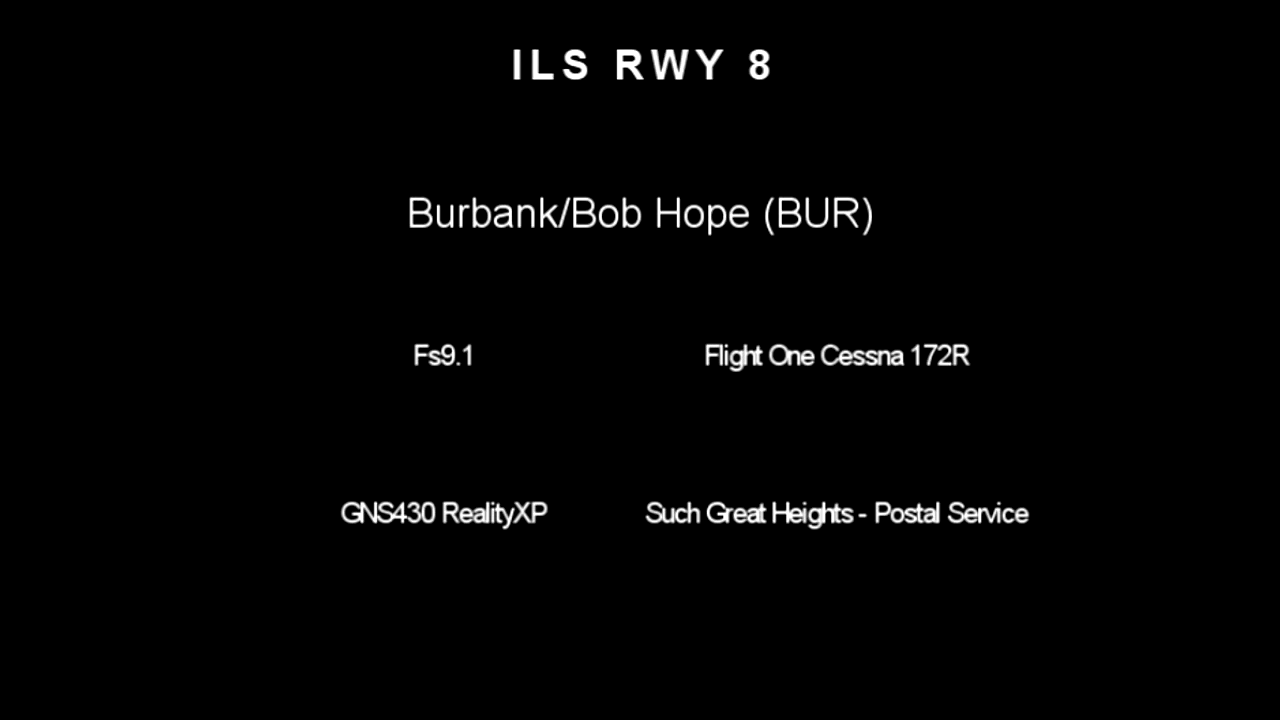 ILS RWY 8
Burbank/Bob Hope (BUR)
Fs9.1
Flight One Cessna 172R
GNS430 RealityXP
Such Great Heights - Postal Service